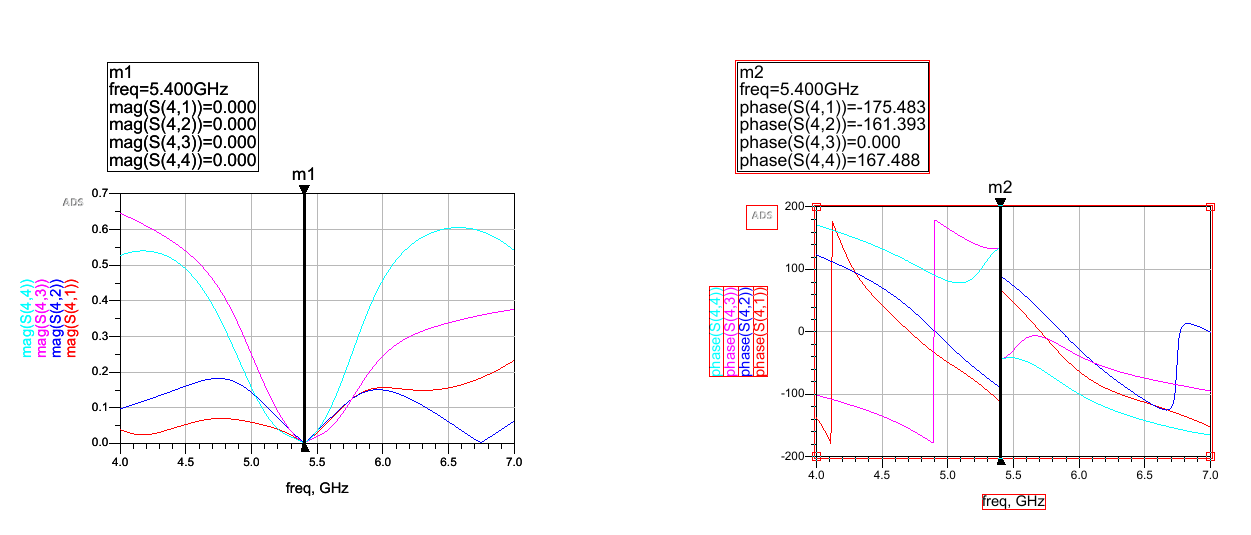 m1
freq=5.400GHz
mag(S(4,1))=0.000
mag(S(4,2))=0.000
mag(S(4,3))=0.000
mag(S(4,4))=0.000
m1
ADS
0.7
0.6
0.5
0.4
0.3
0.2
0.1
0.0
mag(S(4,4))
mag(S(4,3))
mag(S(4,2))
mag(S(4,1))
4.0 4.5 5.0 5.5 6.0 6.5 7.0
freq, GHz
m2
freq=5.400GHz
phase(S(4,1))=-175.483
phase(S(4,2))=-161.393
phase(S(4,3))=0.000
phase(S(4,4))=167.488
m2
ADS
200
100
0
-100
-200
phase(S(4,4))
phase(S(4,3))
phase(S(4,2))
phase(S(4,1))
4.0 4.5 5.0 5.5 6.0 6.5 7.0
freq, GHz